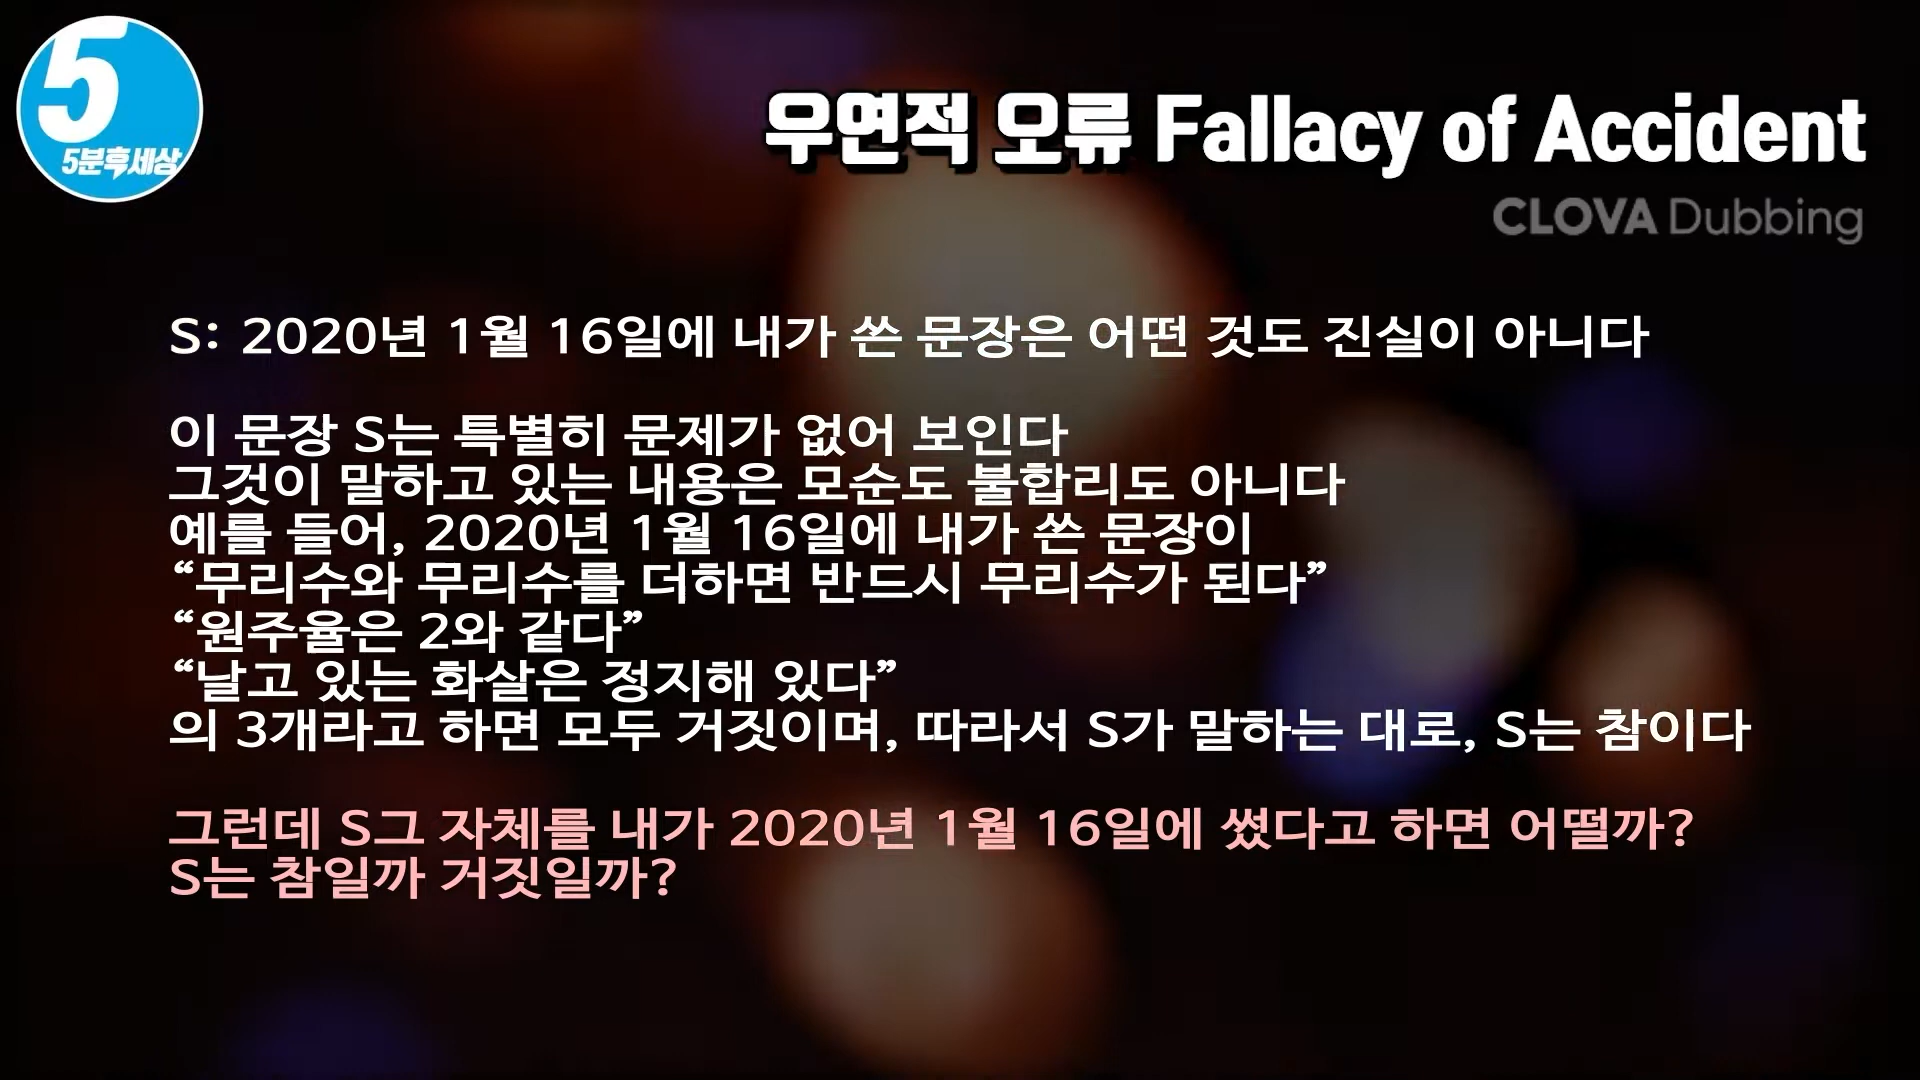 5
5분후세상
우연적 오류 Fallacy of Accident
CLOVA Dubbing
S: 2020년 1월 16일에 내가 쓴 문장은 어떤 것도 진실이 아니다
이 문장 S는 특별히 문제가 없어 보인다
그것이 말하고 있는 내용은 모순도 불합리도 아니다
예를 들어, 2020년 1월 16일에 내가 쓴 문장이
“무리수와 무리수를 더하면 반드시 무리수가 된다”
“원주율은 2와 같다”
“날고 있는 화살은 정지해 있다”
의 3개라고 하면 모두 거짓이며, 따라서 S가 말하는 대로, S는 참이다
그런데 S그 자체를 내가 2020년 1월 16일에 썼다고 하면 어떨까?
S는 참일까 거짓일까?